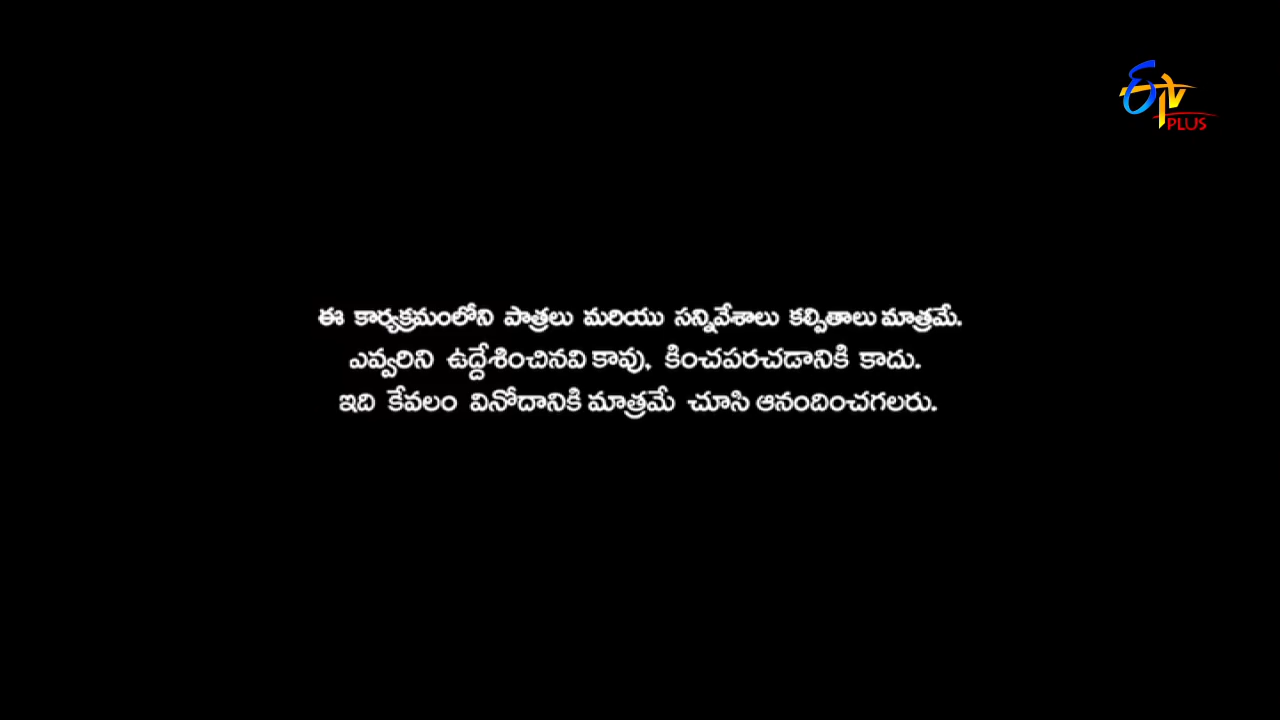 ETV
PLUS
ఈ కార్యక్రమంలోని పాత్రలు మరియు సన్నివేశాలు కల్పితాలు మాత్రమే.
ఎవ్వరిని ఉద్దేశించినవి కావు. కించపరచడానికి కాదు.
ఇది కేవలం వినోదానికి మాత్రమే చూసి ఆనందించగలరు.